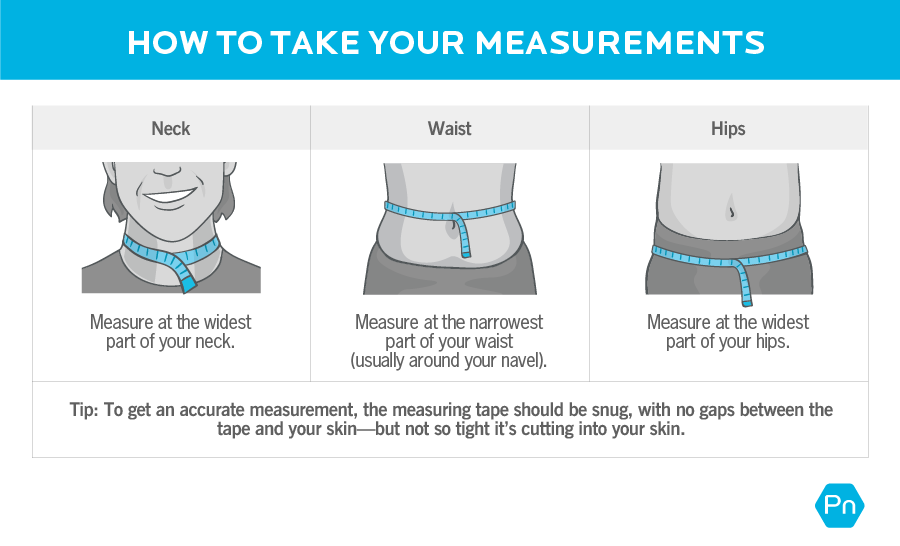 HOW TO TAKE YOUR MEASUREMENTS
Neck
Waist
Hips
Measure at the widest
part of your neck.
Measure at the narrowest
part of your waist
(usually around your navel).
Measure at the widest
part of your hips.
Tip: To get an accurate measurement, the measuring tape should be snug, with no gaps between the
tape and your skin—but not so tight it’s cutting into your skin.
Pn